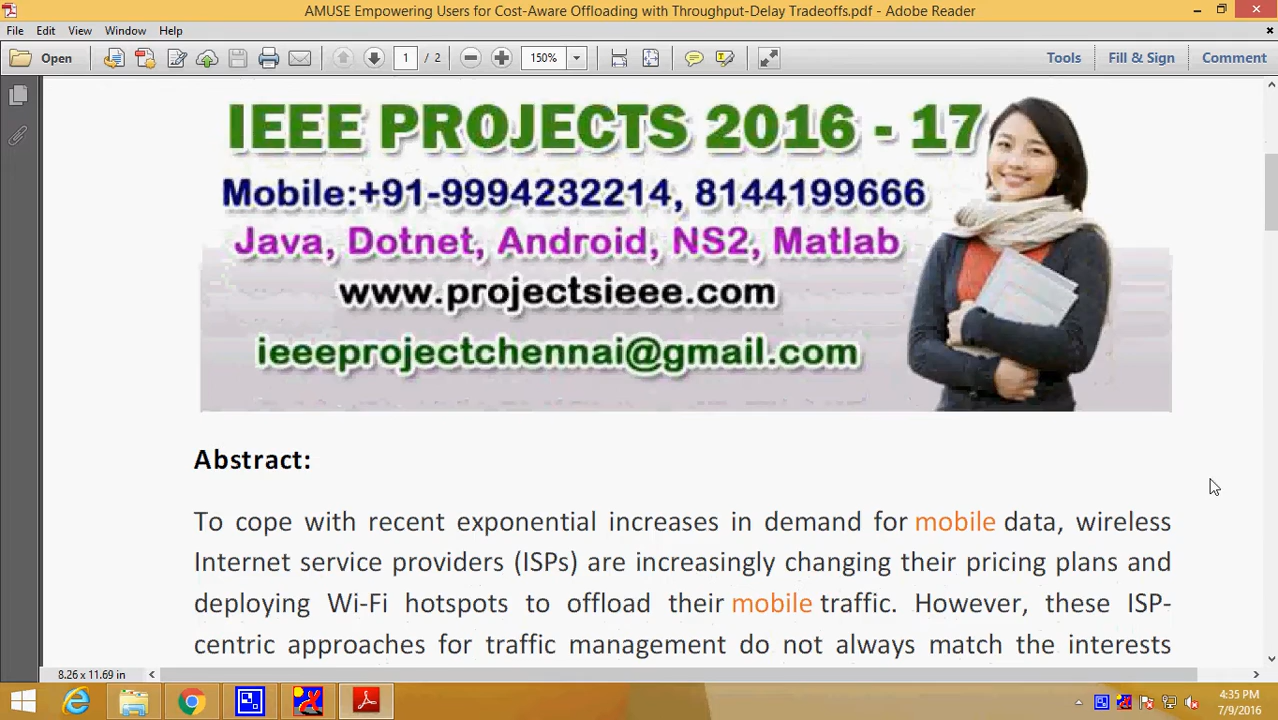 AMUSE Empowering Users for Cost-Aware Offloading with Throughput-Delay Tradeoffs.pdf - Adobe Reader
File Edit View Window Help
Open 1 / 2 150% Tools Fill & Sign Comment
IEEE PROJECTS 2016 - 17
Mobile:+91-9994232214, 8144199666
Java, Dotnet, Android, NS2, Matlab
www.projectsieee.com
ieeeprojectchennai@gmail.com
Abstract:
To cope with recent exponential increases in demand for mobile data, wireless
Internet service providers (ISPs) are increasingly changing their pricing plans and
deploying Wi-Fi hotspots to offload their mobile traffic. However, these ISP-
centric approaches for traffic management do not always match the interests
8.26 x 11.69 in
4:35 PM
7/9/2016